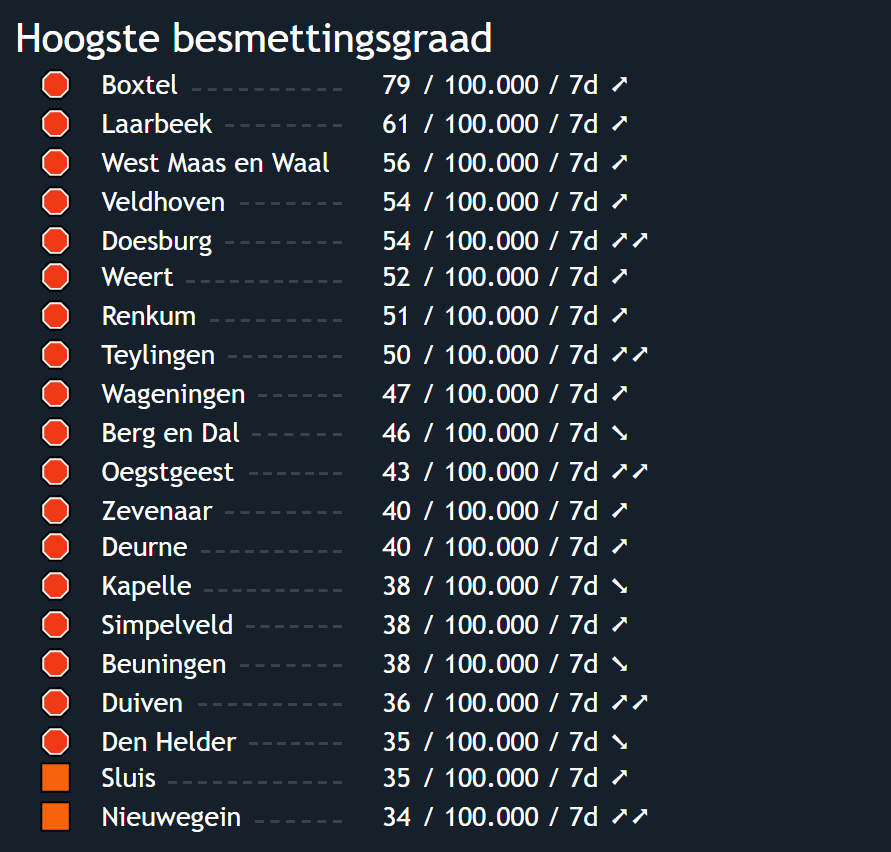 Hoogste besmettingsgraad
Boxtel 79 / 100.000 / 7d ➚
Laarbeek 61 / 100.000 / 7d ➚
West Maas en Waal 56 / 100.000 / 7d ➚
Veldhoven 54 / 100.000 / 7d ➚
Doesburg 54 / 100.000 / 7d ➚➚
Weert 52 / 100.000 / 7d ➚
Renkum 51 / 100.000 / 7d ➚
Teylingen 50 / 100.000 / 7d ➚➚
Wageningen 47 / 100.000 / 7d ➚
Berg en Dal 46 / 100.000 / 7d ➘
Oegstgeest 43 / 100.000 / 7d ➚➚
Zevenaar 40 / 100.000 / 7d ➚
Deurne 40 / 100.000 / 7d ➚
Kapelle 38 / 100.000 / 7d ➘
Simpelveld 38 / 100.000 / 7d ➚
Beuningen 38 / 100.000 / 7d ➘
Duiven 36 / 100.000 / 7d ➚➚
Den Helder 35 / 100.000 / 7d ➘
Sluis 35 / 100.000 / 7d ➚
Nieuwegein 34 / 100.000 / 7d ➚➚